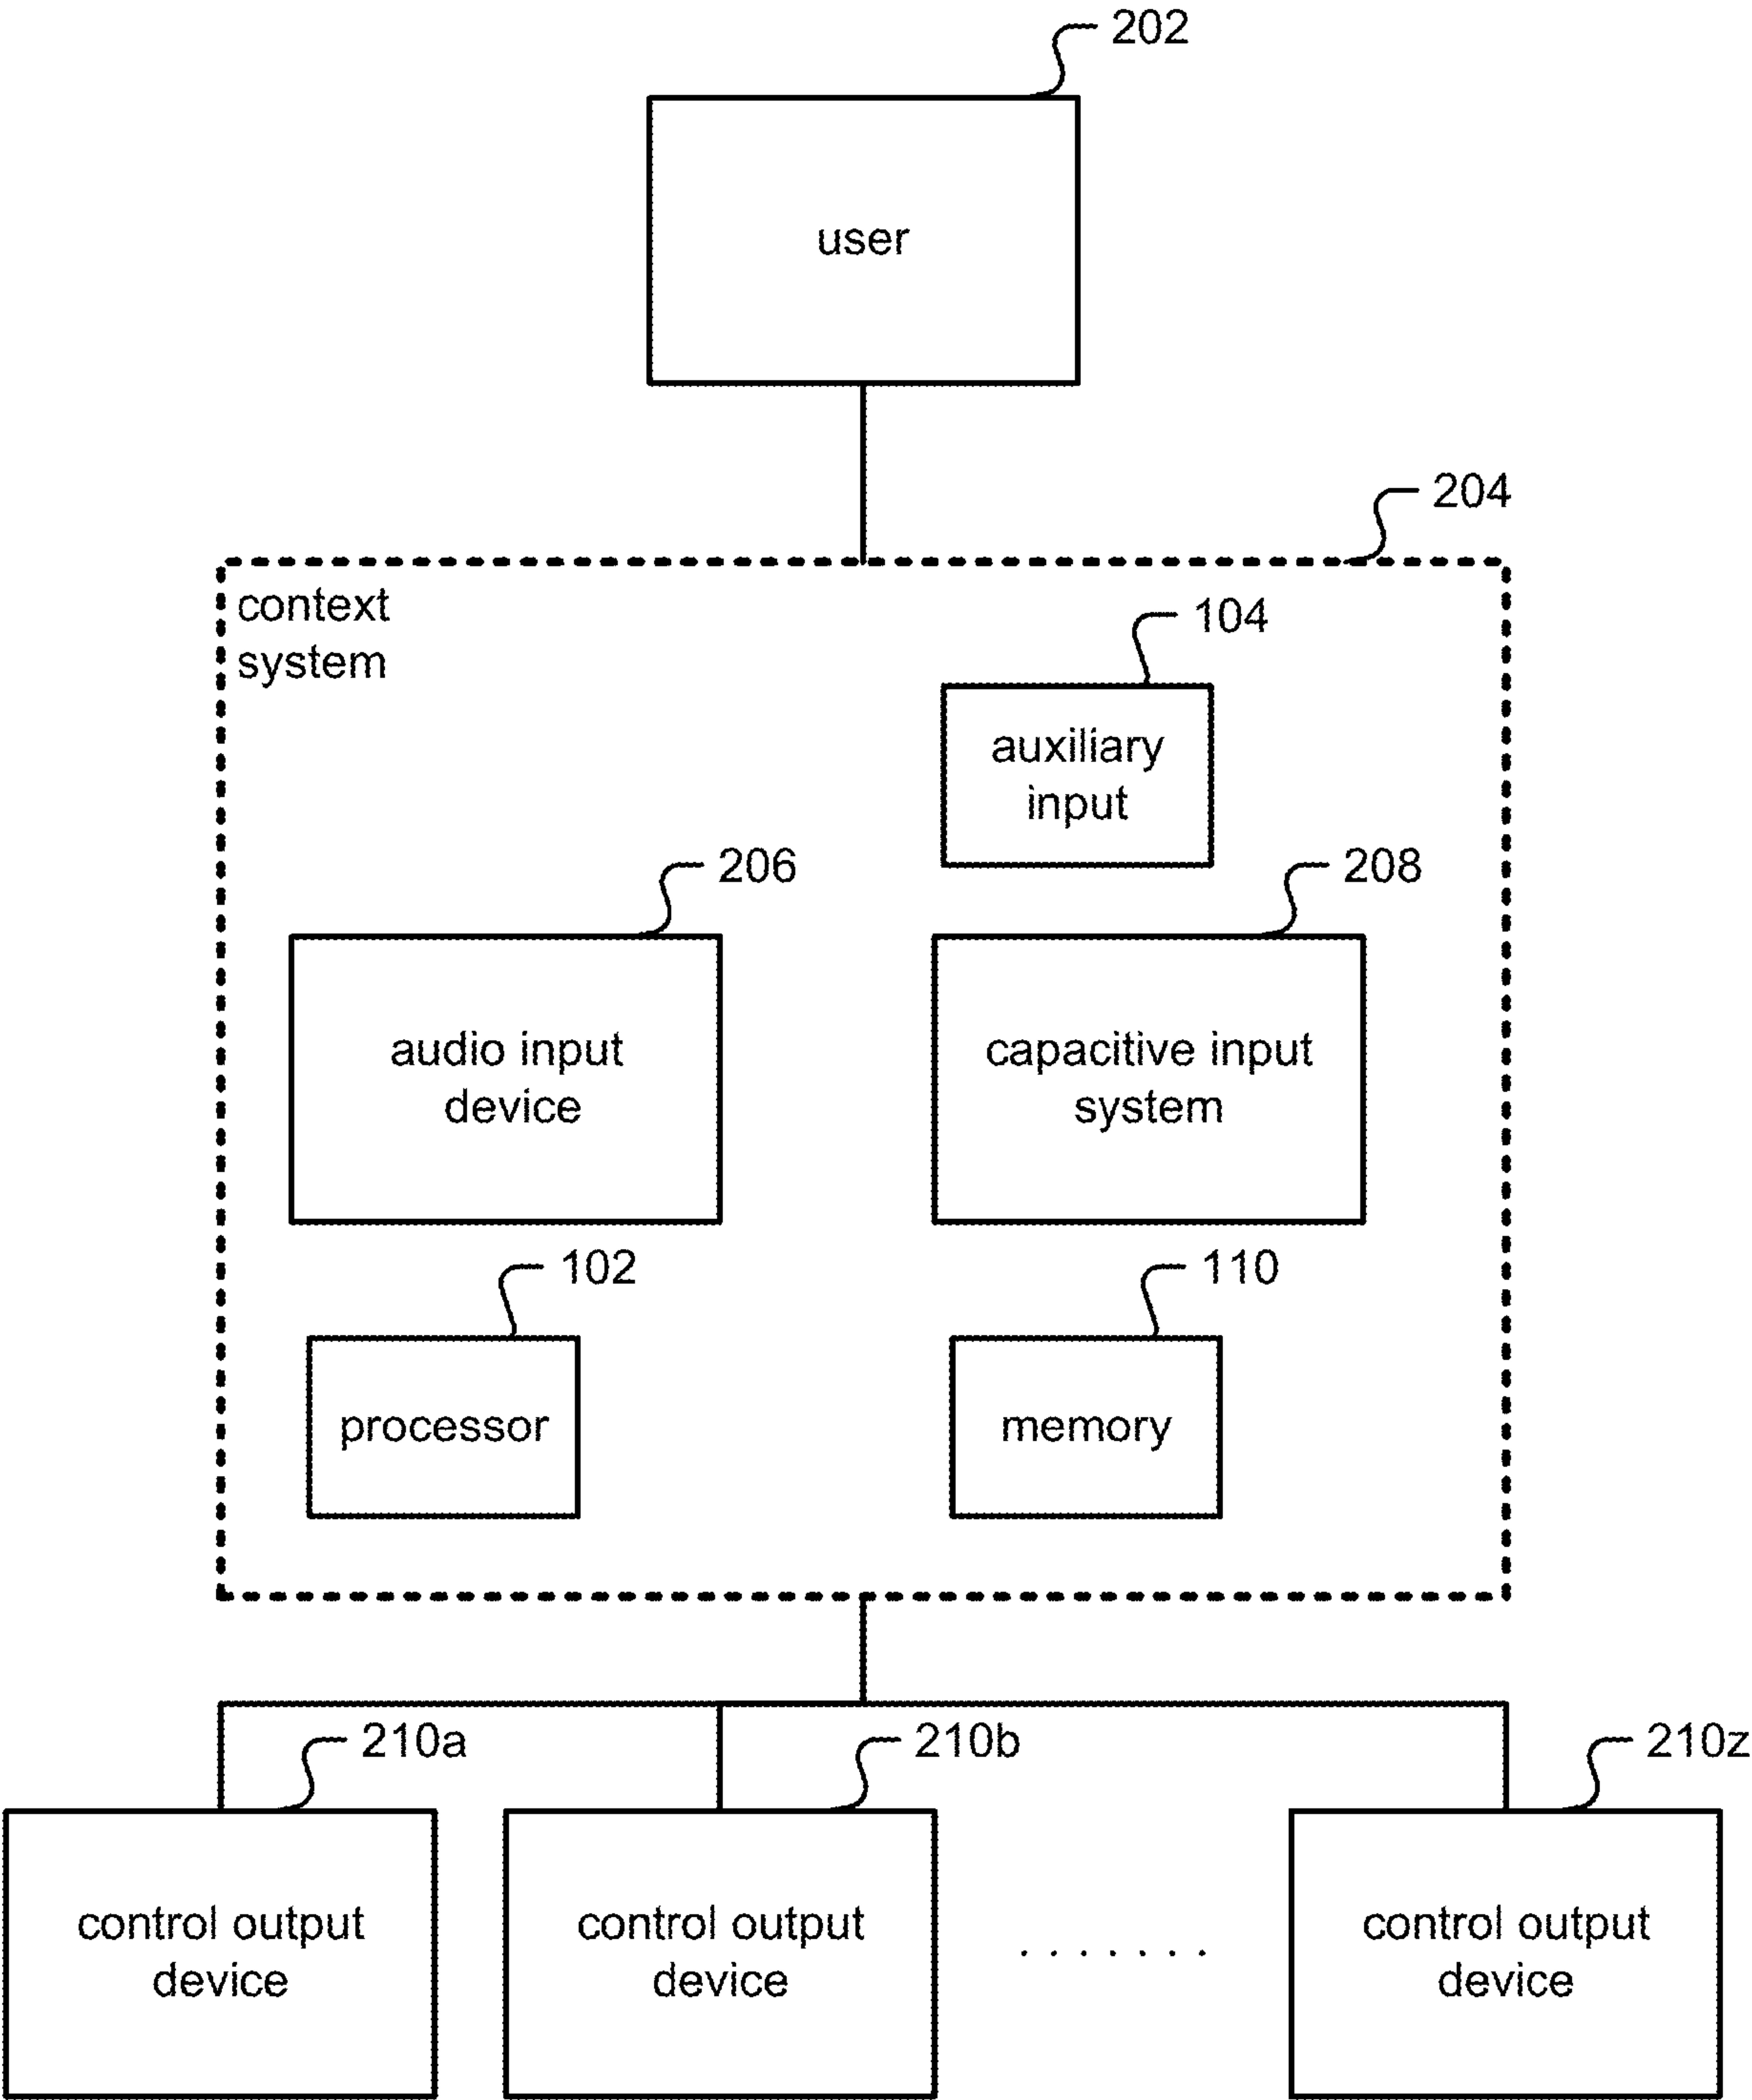 202
user
204
context
system
104
auxiliary
input
206
208
audio input
device
capacitive input
system
102
110
processor
memory
210a
210b
210z
control output
device
control output
device
. . . . . . .
control output
device